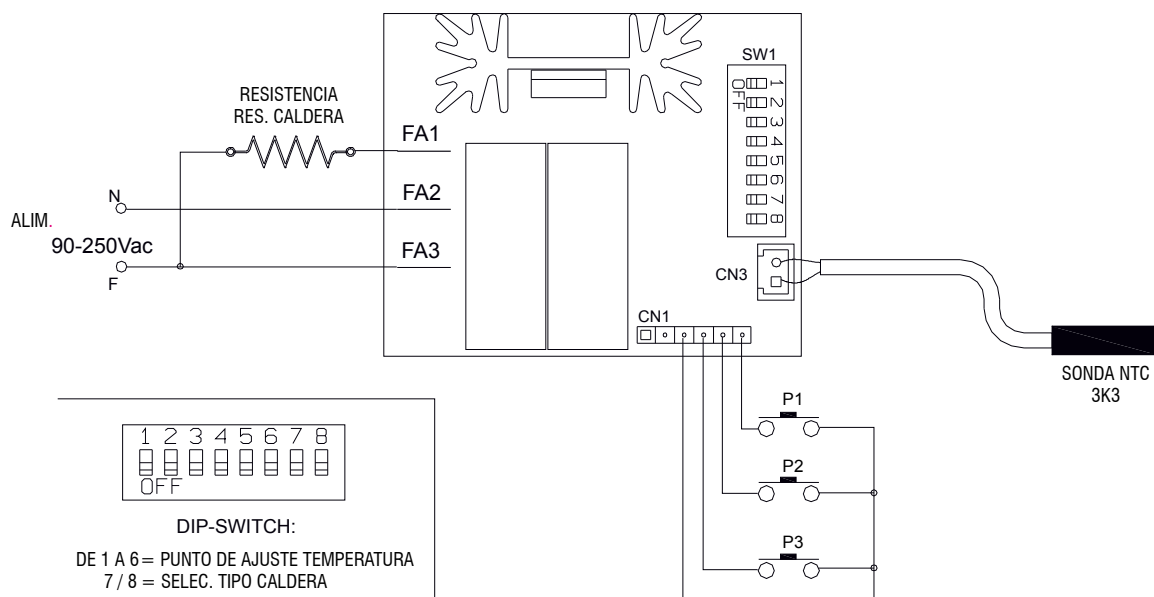 SW1
OFF
1
2
3
4
5
6
7
8
RESISTENCIA
RES. CALDERA
FA1
N
FA2
ALIM.
90-250Vac
FA3
F
CN3
CN1
SONDA NTC
3K3
P1
P2
P3
1 2 3 4 5 6 7 8
OFF
DIP-SWITCH:
DE 1 A 6= PUNTO DE AJUSTE TEMPERATURA
7 / 8 = SELEC. TIPO CALDERA